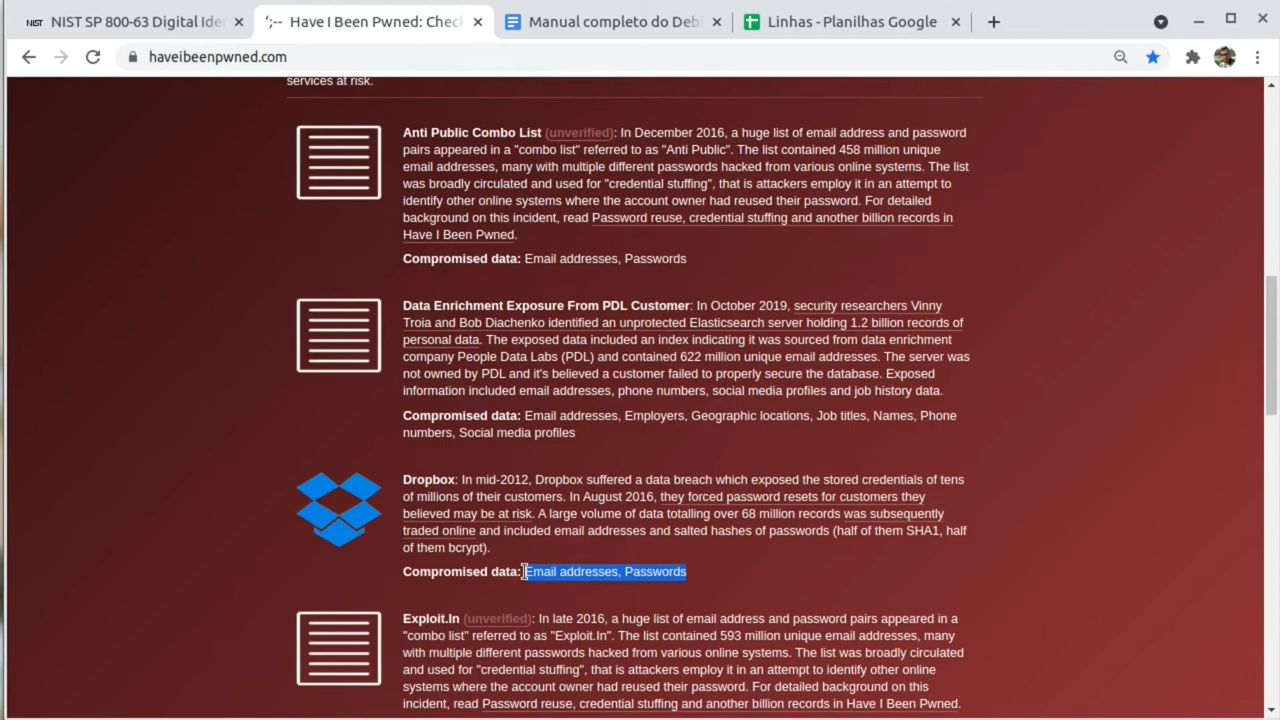 NIST NIST SP 800-63 Digital Ide
';-- Have I Been Pwned: Check
Manual completo do Deb
Linhas - Planilhas Google
haveibeenpwned.com
services at risk.
Anti Public Combo List (unverified): In December 2016, a huge list of email address and password
pairs appeared in a "combo list" referred to as "Anti Public". The list contained 458 million unique
email addresses, many with multiple different passwords hacked from various online systems. The list
was broadly circulated and used for "credential stuffing", that is attackers employ it in an attempt to
identify other online systems where the account owner had reused their password. For detailed
background on this incident, read Password reuse, credential stuffing and another billion records in
Have I Been Pwned.
Compromised data: Email addresses, Passwords
Data Enrichment Exposure From PDL Customer: In October 2019, security researchers Vinny
Troia and Bob Diachenko identified an unprotected Elasticsearch server holding 1.2 billion records of
personal data. The exposed data included an index indicating it was sourced from data enrichment
company People Data Labs (PDL) and contained 622 million unique email addresses. The server was
not owned by PDL and it's believed a customer failed to properly secure the database. Exposed
information included email addresses, phone numbers, social media profiles and job history data.
Compromised data: Email addresses, Employers, Geographic locations, Job titles, Names, Phone
numbers, Social media profiles
Dropbox: In mid-2012, Dropbox suffered a data breach which exposed the stored credentials of tens
of millions of their customers. In August 2016, they forced password resets for customers they
believed may be at risk. A large volume of data totalling over 68 million records was subsequently
traded online and included email addresses and salted hashes of passwords (half of them SHA1, half
of them bcrypt).
Compromised data: Email addresses, Passwords
Exploit.In (unverified): In late 2016, a huge list of email address and password pairs appeared in a
"combo list" referred to as "Exploit.In". The list contained 593 million unique email addresses, many
with multiple different passwords hacked from various online systems. The list was broadly circulated
and used for "credential stuffing", that is attackers employ it in an attempt to identify other online
systems where the account owner had reused their password. For detailed background on this
incident, read Password reuse, credential stuffing and another billion records in Have I Been Pwned.